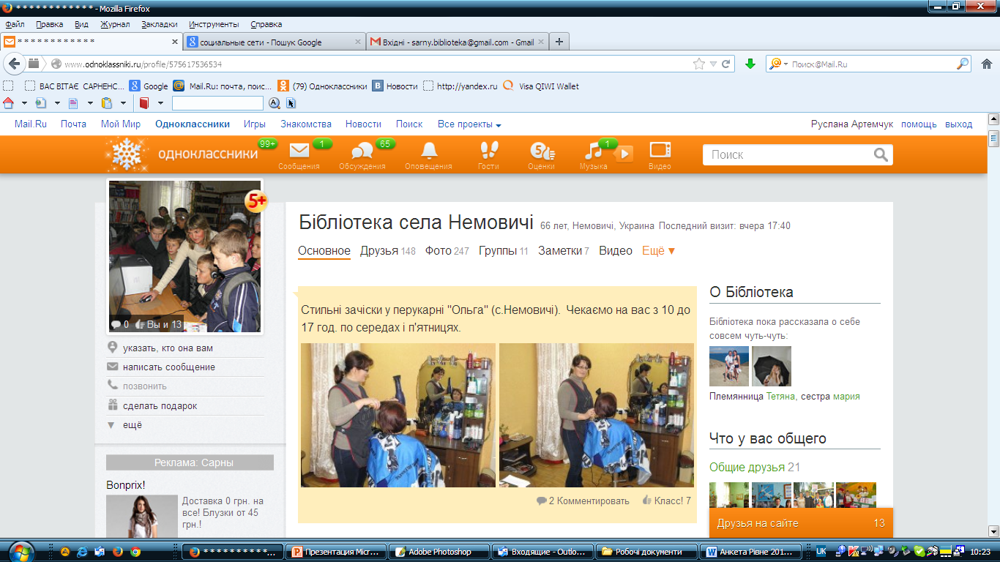 * * * * * * * * * * * * - Mozilla Firefox
Файл Правка Вид Журнал Закладки Инструменты Справка
* * * * * * * * * * * * социальные сети - Пошук Google Вхідні - sarny.biblioteka@gmail.com - Gmail
www.odnoklassniki.ru/profile/575617536534 Поиск@Mail.Ru
ВАС ВІТАЄ САРНЕНС... Google Mail.Ru: почта, поис... (79) Одноклассники Новости http://yandex.ru Visa QIWI Wallet
Mail.Ru Почта Мой Мир Одноклассники Игры Знакомства Новости Поиск Все проекты Руслана Артемчук помощь выход
одноклассники 99+ Сообщения 1 Обсуждения 65 Оповещения Гости Оценки 5 Музыка 1 Видео Поиск
5+
0 Вы и 13
указать, кто она вам
написать сообщение
позвонить
сделать подарок
ещё
Реклама: Сарны
Bonprix!
Доставка 0 грн. на
все! Блузки от 45
грн.!
Бібліотека села Немовичі 66 лет, Немовичі, Украина Последний визит: вчера 17:40
Основное Друзья 148 Фото 247 Группы 11 Заметки 7 Видео Ещё
Стильні зачіски у перукарні "Ольга" (с.Немовичі). Чекаємо на вас з 10 до
17 год. по середах і п'ятницях.
2 Комментировать Класс! 7
О Бібліотека
Бібліотека пока рассказала о себе
совсем чуть-чуть:
Племянница Тетяна, сестра мария
Что у вас общего
Общие друзья 21
Друзья на сайте 13
* * * * * * * * * * ... Презентация Micr... Adobe Photoshop Входящие - Outlo... Робочі документи Анкета Рівне 201... UK 10:23